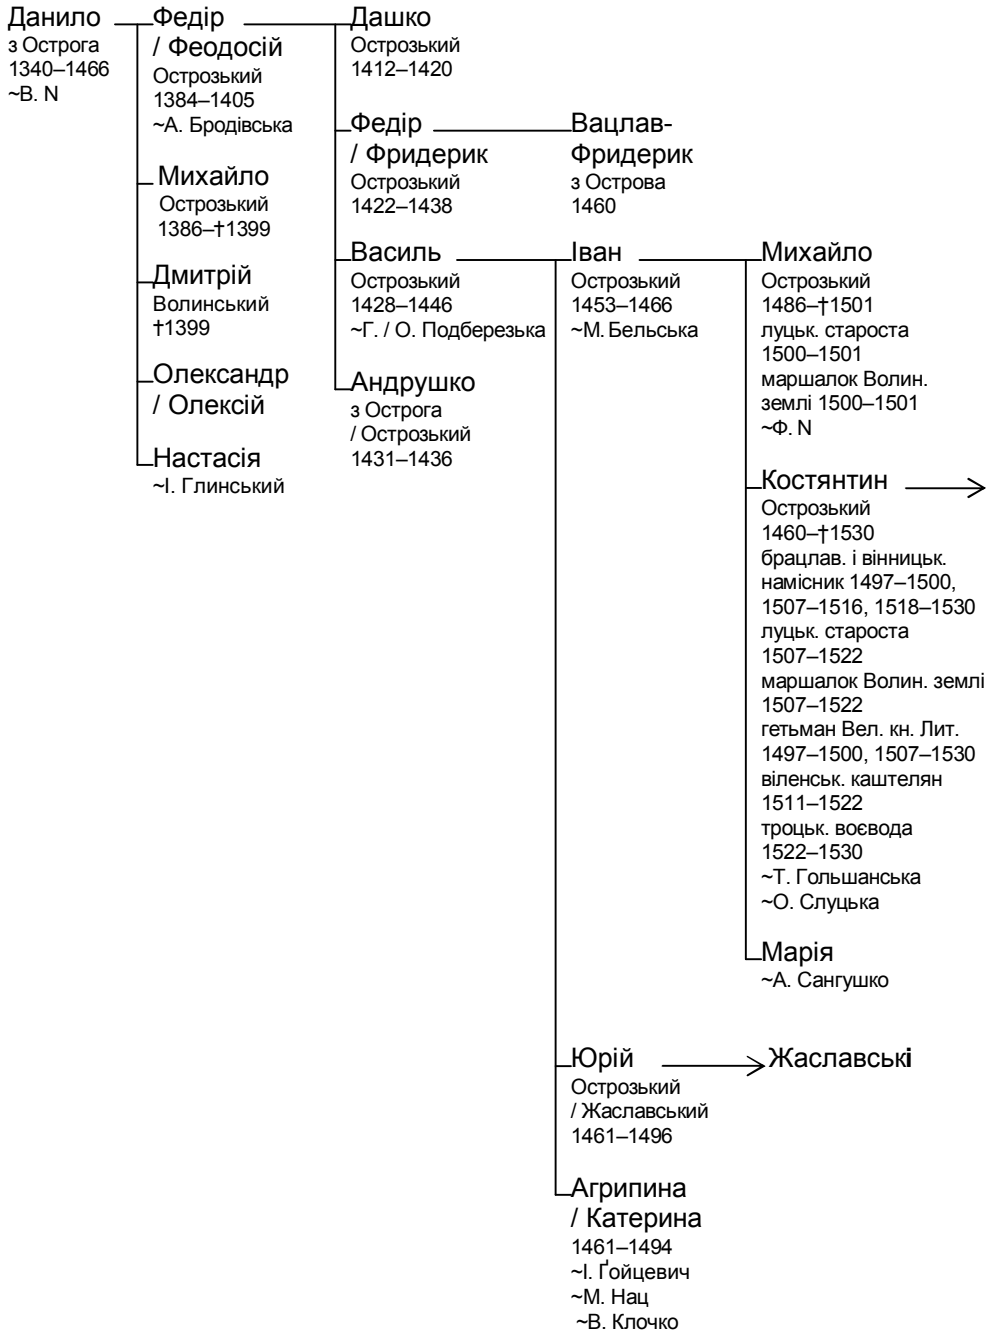 Данило
з Острога
1340–1466
~В. N
Федір
/ Феодосій
Острозький
1384–1405
~А. Бродівська
Михайло
Острозький
1386–†1399
Дмитрій
Волинський
†1399
Олександр
/ Олексій
Настасія
~І. Глинський
Дашко
Острозький
1412–1420
Федір
/ Фридерик
Острозький
1422–1438
Василь
Острозький
1428–1446
~Г. / О. Подберезька
Андрушко
з Острога
/ Острозький
1431–1436
Вацлав-
Фридерик
з Острова
1460
Іван
Острозький
1453–1466
~М. Бельська
Юрій
Острозький
/ Жаславський
1461–1496
Агрипина
/ Катерина
1461–1494
~І. Ґойцевич
~М. Нац
~В. Клочко
Михайло
Острозький
1486–†1501
луцьк. староста
1500–1501
маршалок Волин.
землі 1500–1501
~Ф. N
Костянтин
Острозький
1460–†1530
брацлав. і вінницьк.
намісник 1497–1500,
1507–1516, 1518–1530
луцьк. староста
1507–1522
маршалок Волин. землі
1507–1522
гетьман Вел. кн. Лит.
1497–1500, 1507–1530
віленськ. каштелян
1511–1522
троцьк. воєвода
1522–1530
~Т. Гольшанська
~О. Слуцька
Марія
~А. Сангушко
Жаславські